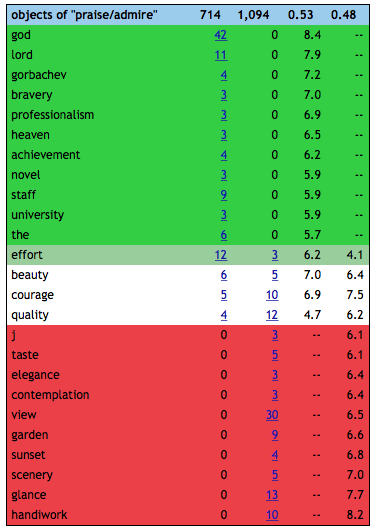 objects of "praise/admire" 714 1,094 0.53 0.48
god 42 0 8.4 --
lord 11 0 7.9 --
gorbachev 4 0 7.2 --
bravery 3 0 7.0 --
professionalism 3 0 6.9 --
heaven 3 0 6.5 --
achievement 4 0 6.2 --
novel 3 0 5.9 --
staff 9 0 5.9 --
university 3 0 5.9 --
the 6 0 5.7 --
effort 12 3 6.2 4.1
beauty 6 5 7.0 6.4
courage 5 10 6.9 7.5
quality 4 12 4.7 6.2
j 0 3 -- 6.1
taste 0 5 -- 6.1
elegance 0 3 -- 6.4
contemplation 0 3 -- 6.4
view 0 30 -- 6.5
garden 0 9 -- 6.6
sunset 0 4 -- 6.8
scenery 0 5 -- 7.0
glance 0 13 -- 7.7
handiwork 0 10 -- 8.2